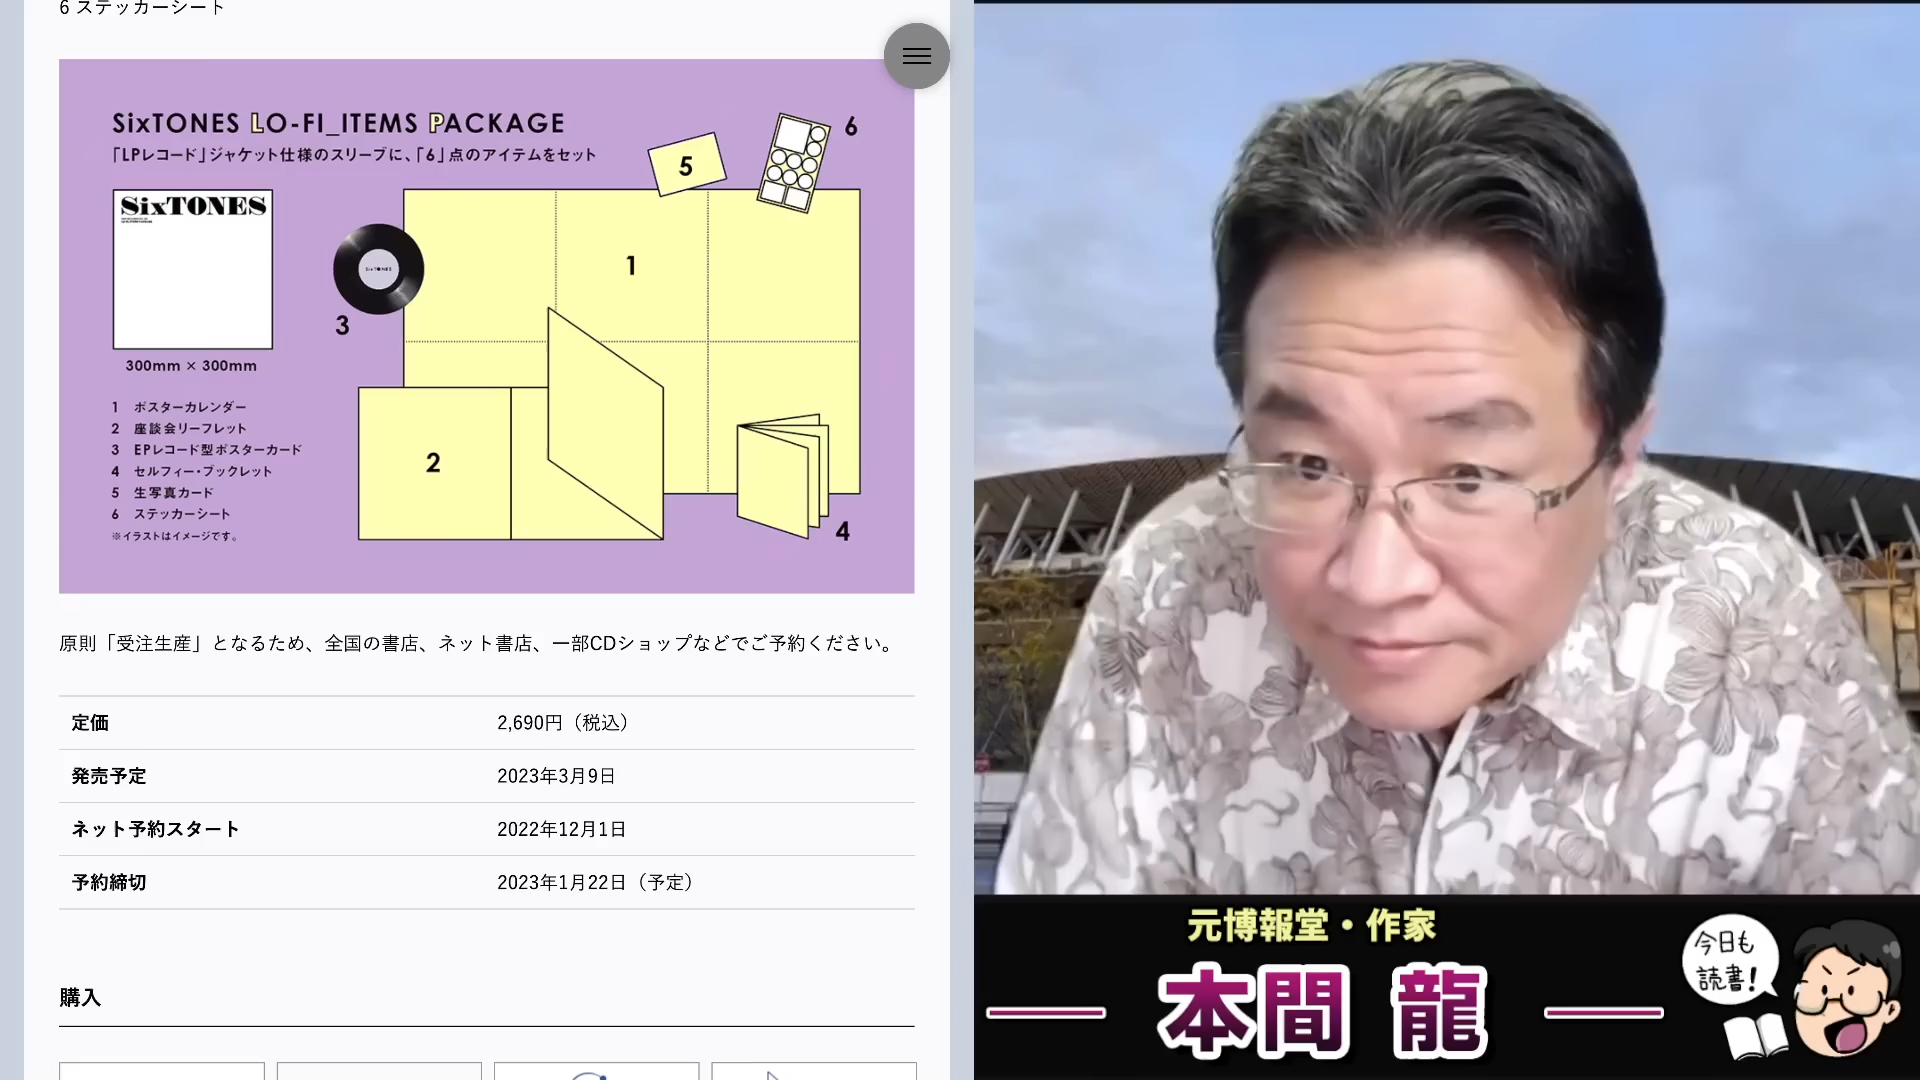 6 ステッカーシート
SixTONES LO-FI_ITEMS PACKAGE
「LPレコード」ジャケット仕様のスリーブに、「6」点のアイテムをセット
5
6
SixTONES
1
SixTONES
3
300mm × 300mm
2
4
1 ポスターカレンダー
2 座談会リーフレット
3 EPレコード型ポスターカード
4 セルフィー・ブックレット
5 生写真カード
6 ステッカーシート
※イラストはイメージです。
原則「受注生産」となるため、全国の書店、ネット書店、一部CDショップなどでご予約ください。
定価 2,690円（税込）
発売予定 2023年3月9日
ネット予約スタート 2022年12月1日
予約締切 2023年1月22日（予定）
購入
元博報堂・作家
本間 龍
今日も
読書!